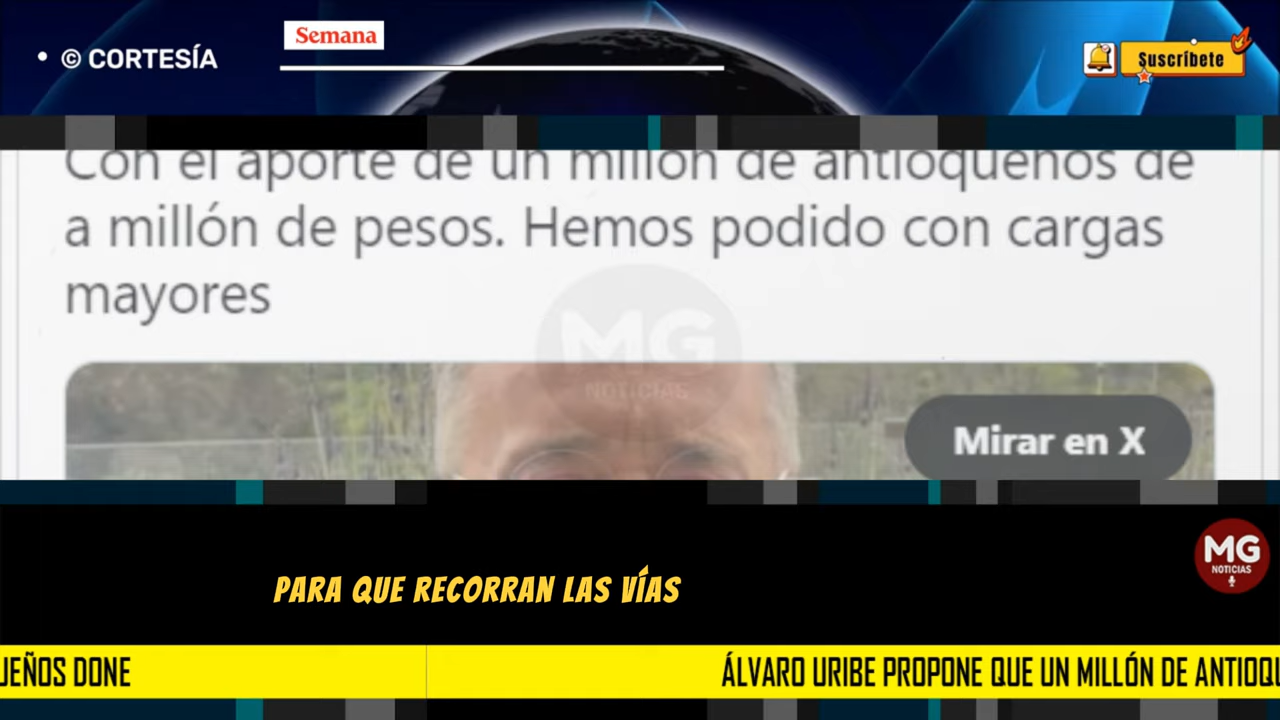 • © CORTESÍA
Semana
Suscríbete
Con el aporte de un millón de antioqueños de
a millón de pesos. Hemos podido con cargas
mayores
MG
NOTICIAS
Mirar en X
PARA QUE RECORRAN LAS VÍAS
MG
NOTICIAS
UEÑOS DONE
ÁLVARO URIBE PROPONE QUE UN MILLÓN DE ANTIOQU